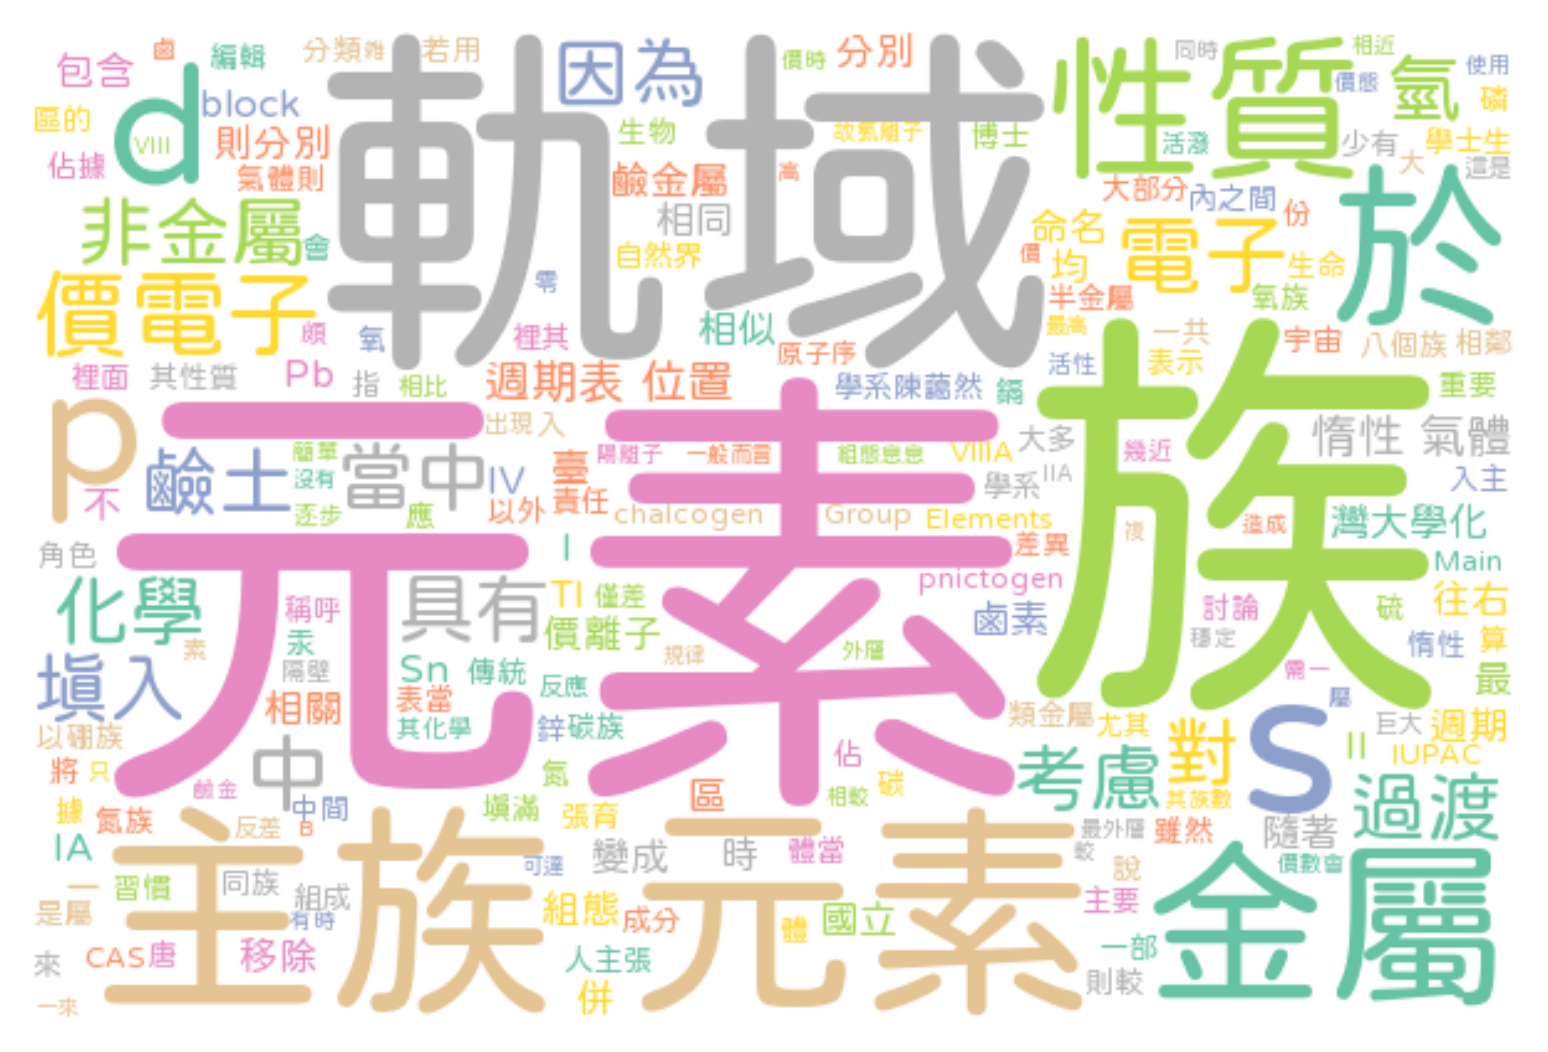 包含
鹵
編輯
分類
雜
若用
因為
價時
分別
性質
同時
相近
氫
使用
價態
磷
區的
d
block
VIII
則分別
軌域
生物
故氫離子
博士
活潑
少有
學士生
大
這是
佔據
氣體則
鹼金屬
高
大部分
內之間
份
於
非金屬
會
相同
命名
均
電子
生命
價電子
自然界
零
價
半金屬
氧族
頗
氧
裡其
相似
原子序
最高
一共
宇宙
八個族
相鄰
裡面
其性質
Pb
指
相比
週期表
位置
學系陳藹然
鎘
活性
表示
重要
p
元素
族
出現
入
大多
惰性
氣體
不
鹼土
簡單
沒有
逐步
當中
應
IV
以外
臺
責任
陽離子
一般而言
組態息息
VIIIA
學系
IIA
幾近
入主
chalcogen
Group
Elements
複
造成
灣大學化
角色
I
差異
Main
化學
稱呼
汞
具有
TI
僅差
價離子
pnictogen
鹵素
討論
硫
往右
穩定
惰性
算
填入
素
隔壁
Sn
傳統
反應
規律
外層
需一
最
相關
表當
其化學
鋅
碳族
類金屬
尤其
屬
巨大
週期
以硼族
將
只
中
鹼金
氮
佔
碳
考慮
對
s
II
IUPAC
據
氮族
中間
B
填滿
張育
區
相較
其族數
過渡
IA
反差
主族元素
可達
變成
時
體當
最外層
較
雖然
隨著
價數會
一
習慣
同族
組成
有時
組態
成分
體
國立
說
主要
金屬
是屬
來
CAS
唐
移除
人主張
一部
則較
一來
併